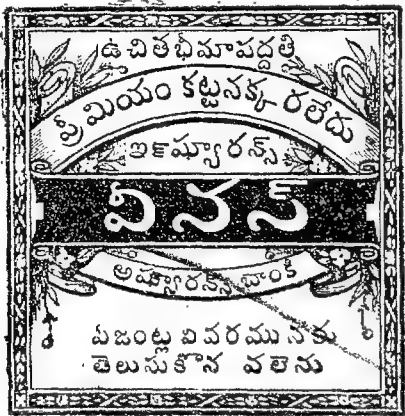 ఉచితభీమాపద్ధతి
ప్రీమియం కట్టనక్కరలేదు
ఇన్ష్యూరన్స్
వీనస్
అష్యూరన్స్ బాంకి
ఏజంట్ల వివరమునకు
తెలుసుకొన వలెను